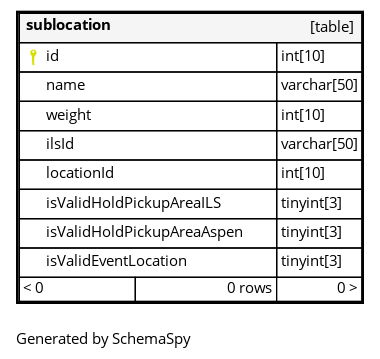 sublocation [table]
id int[10]
name varchar[50]
weight int[10]
ilsId varchar[50]
locationId int[10]
isValidHoldPickupAreaILS tinyint[3]
isValidHoldPickupAreaAspen tinyint[3]
isValidEventLocation tinyint[3]
< 0 0 rows 0 >
Generated by SchemaSpy